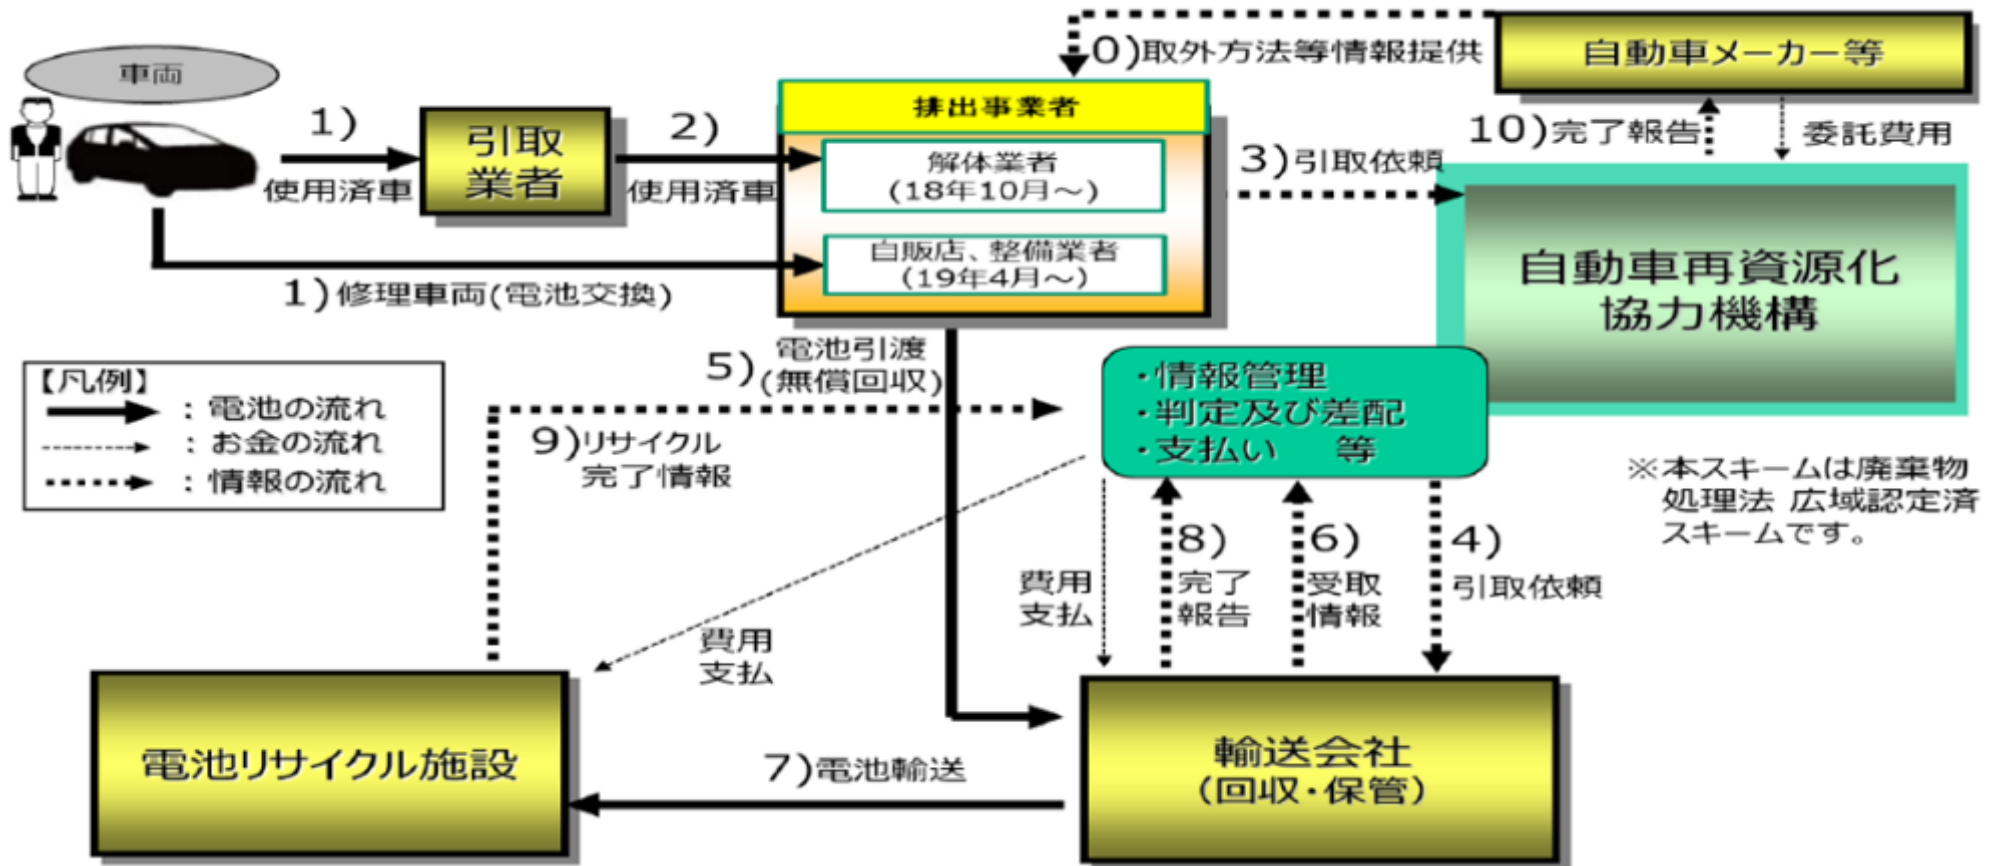 車両
0)取外方法等情報提供
自動車メーカー等
1)
使用済車
引取
業者
2)
使用済車
排出事業者
解体業者
(18年10月～)
自販店、整備業者
(19年4月～)
3)引取依頼
10)完了報告
委託費用
自動車再資源化
協力機構
1)修理車両(電池交換)
【凡例】
：電池の流れ
：お金の流れ
：情報の流れ
5)電池引渡
(無償回収)
9)リサイクル
完了情報
・情報管理
・判定及び差配
・支払い　等
※本スキームは廃棄物
処理法 広域認定済
スキームです。
費用
支払
費用
支払
8)
完了
報告
6)
受取
情報
4)
引取依頼
電池リサイクル施設
7)電池輸送
輸送会社
(回収・保管)